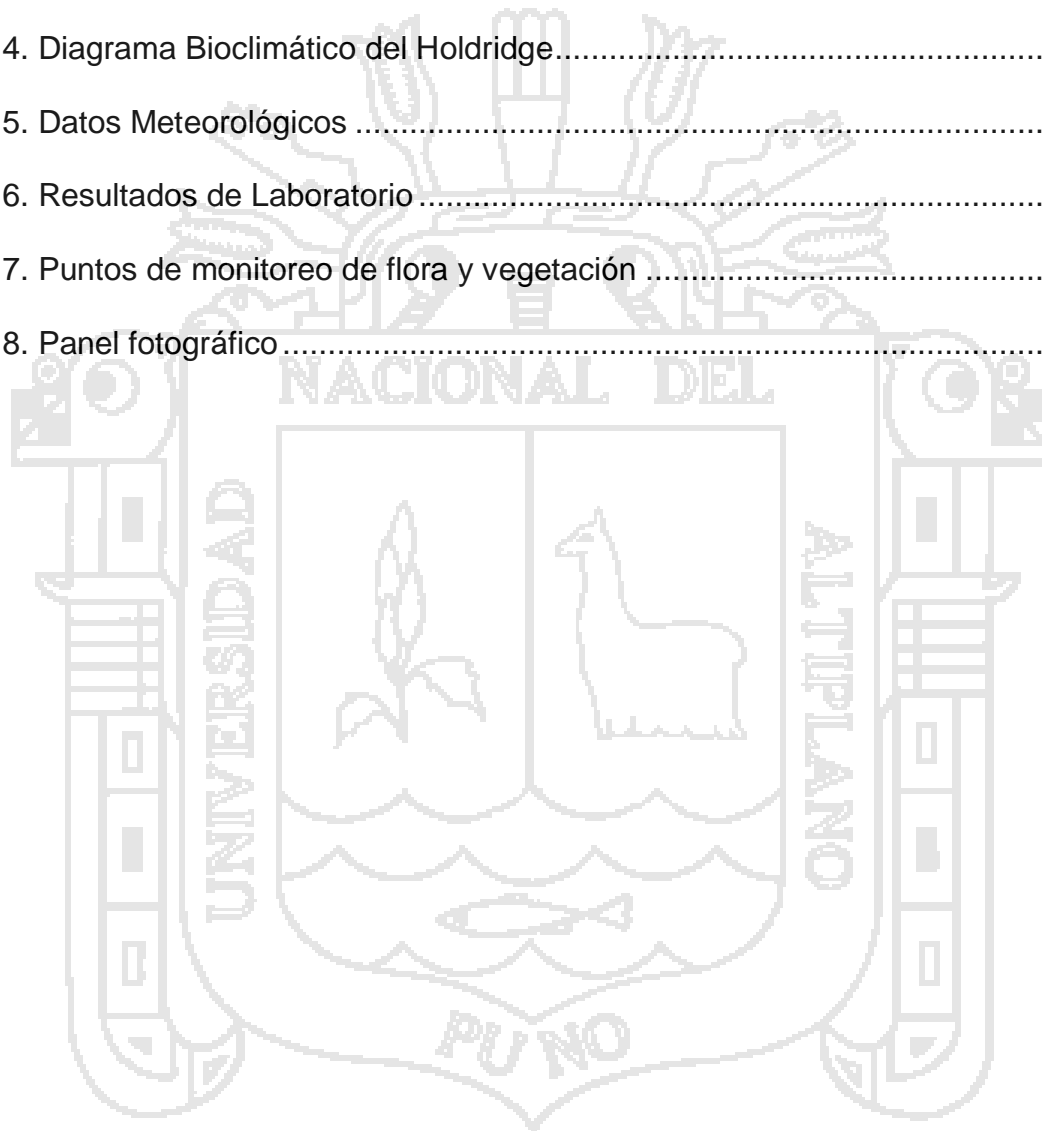 4. Diagrama Bioclimático del Holdridge.......................................................
5. Datos Meteorológicos ..............................................................................
6. Resultados de Laboratorio .......................................................................
7. Puntos de monitoreo de flora y vegetación .............................................
8. Panel fotográfico ......................................................................................
NACIONAL DEL
UNIVERSIDAD
ALTIPLANO
PUNO